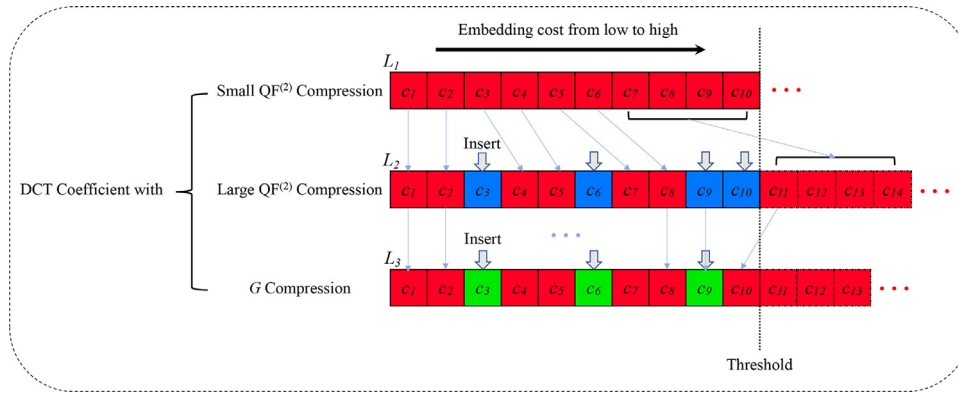 Embedding cost from low to high
L1
Small QF(2) Compression
c1 c2 c3 c4 c5 c6 c7 c8 c9 c10 ...
Insert
L2
DCT Coefficient with
Large QF(2) Compression
c1 c2 c3 c4 c5 c6 c7 c8 c9 c10 c11 c12 c13 c14 ...
...
Insert
L3
G Compression
c1 c2 c3 c4 c5 c6 c7 c8 c9 c10 c11 c12 c13 ...
Threshold